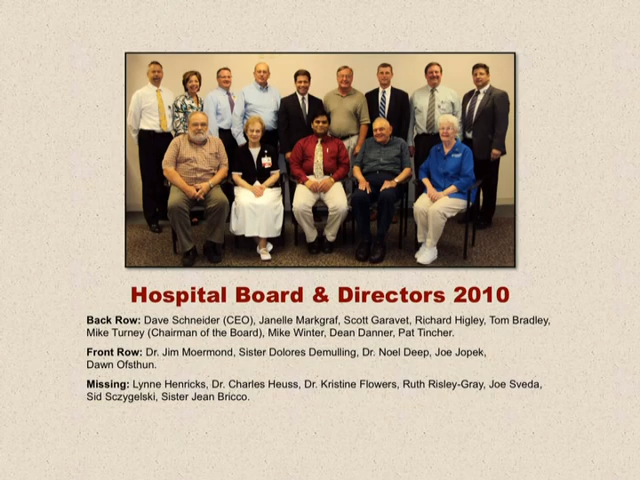 Hospital Board & Directors 2010
Back Row: Dave Schneider (CEO), Janelle Markgraf, Scott Garavet, Richard Higley, Tom Bradley,
Mike Turney (Chairman of the Board), Mike Winter, Dean Danner, Pat Tincher.
Front Row: Dr. Jim Moermond, Sister Dolores Demulling, Dr. Noel Deep, Joe Jopek,
Dawn Ofsthun.
Missing: Lynne Henricks, Dr. Charles Heuss, Dr. Kristine Flowers, Ruth Risley-Gray, Joe Sveda,
Sid Sczygelski, Sister Jean Bricco.